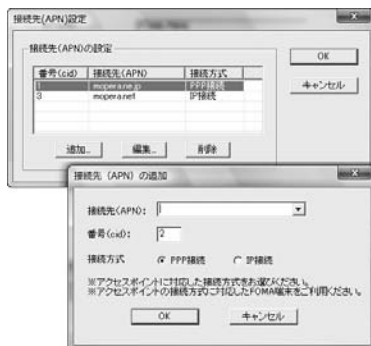 接続先(APN)設定
接続先(APN)の設定
番号(cid) 接続先(APN) 接続方式
1 mopera.ne.jp PPP接続
3 mopera.net IP接続
追加... 編集... 削除
OK
キャンセル
接続先（APN）の追加
接続先(APN):
番号(cid): 2
接続方式 PPP接続 IP接続
※アクセスポイントに対応した接続方式をお選びください。
※アクセスポイントの接続方式に対応したFOMA端末をご利用ください。
OK キャンセル